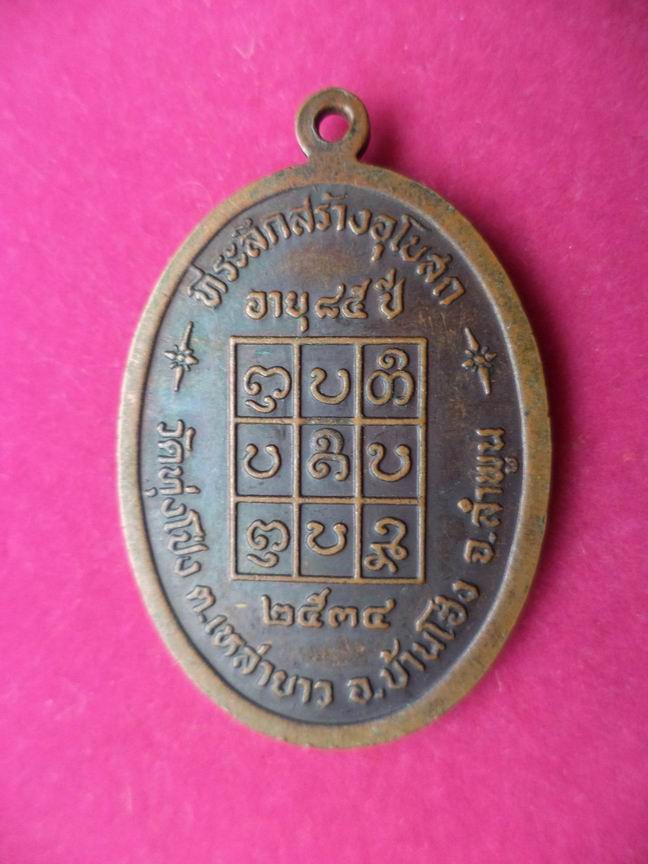 ที่ระลึกสร้างอุโบสถ
อายุ ๘๕ ปี
๒๕๓๔
วัดทุ่งโป่ง ต.เหล่ายาว อ.บ้านโฮ่ง จ.ลำพูน